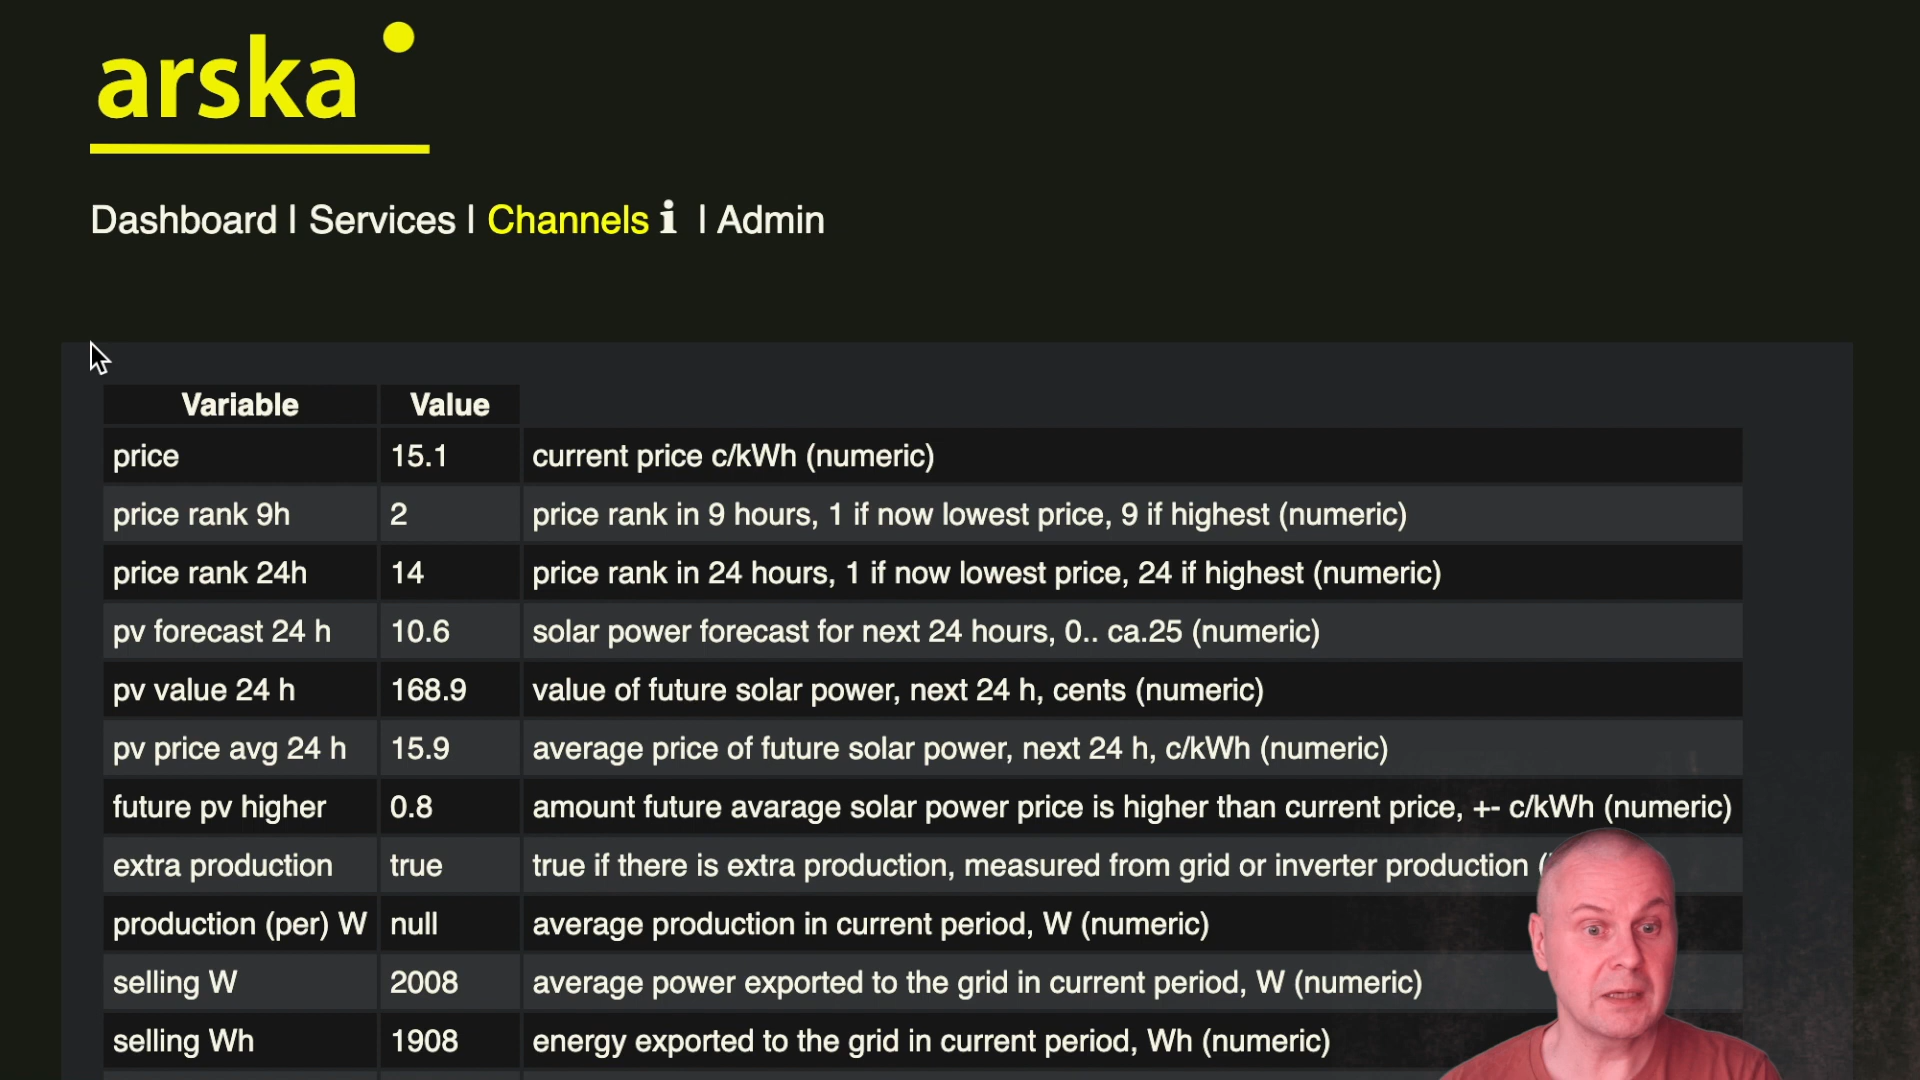 arska
Dashboard | Services | Channels i | Admin
Variable Value
price 15.1 current price c/kWh (numeric)
price rank 9h 2 price rank in 9 hours, 1 if now lowest price, 9 if highest (numeric)
price rank 24h 14 price rank in 24 hours, 1 if now lowest price, 24 if highest (numeric)
pv forecast 24 h 10.6 solar power forecast for next 24 hours, 0.. ca.25 (numeric)
pv value 24 h 168.9 value of future solar power, next 24 h, cents (numeric)
pv price avg 24 h 15.9 average price of future solar power, next 24 h, c/kWh (numeric)
future pv higher 0.8 amount future avarage solar power price is higher than current price, +- c/kWh (numeric)
extra production true true if there is extra production, measured from grid or inverter production (
production (per) W null average production in current period, W (numeric)
selling W 2008 average power exported to the grid in current period, W (numeric)
selling Wh 1908 energy exported to the grid in current period, Wh (numeric)